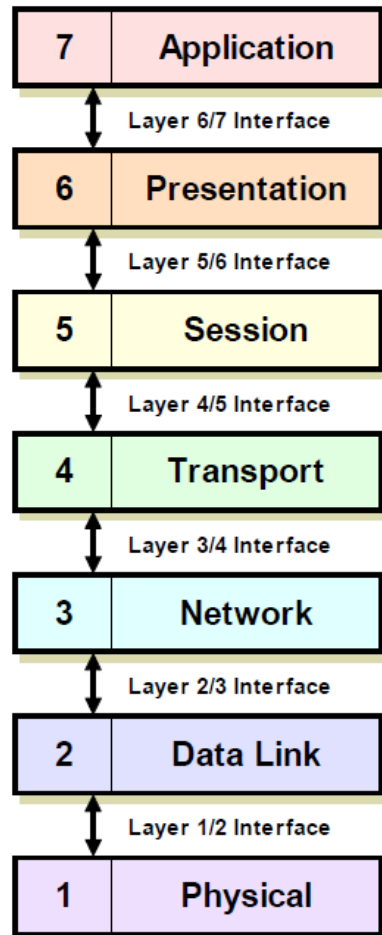 7 Application
Layer 6/7 Interface
6 Presentation
Layer 5/6 Interface
5 Session
Layer 4/5 Interface
4 Transport
Layer 3/4 Interface
3 Network
Layer 2/3 Interface
2 Data Link
Layer 1/2 Interface
1 Physical